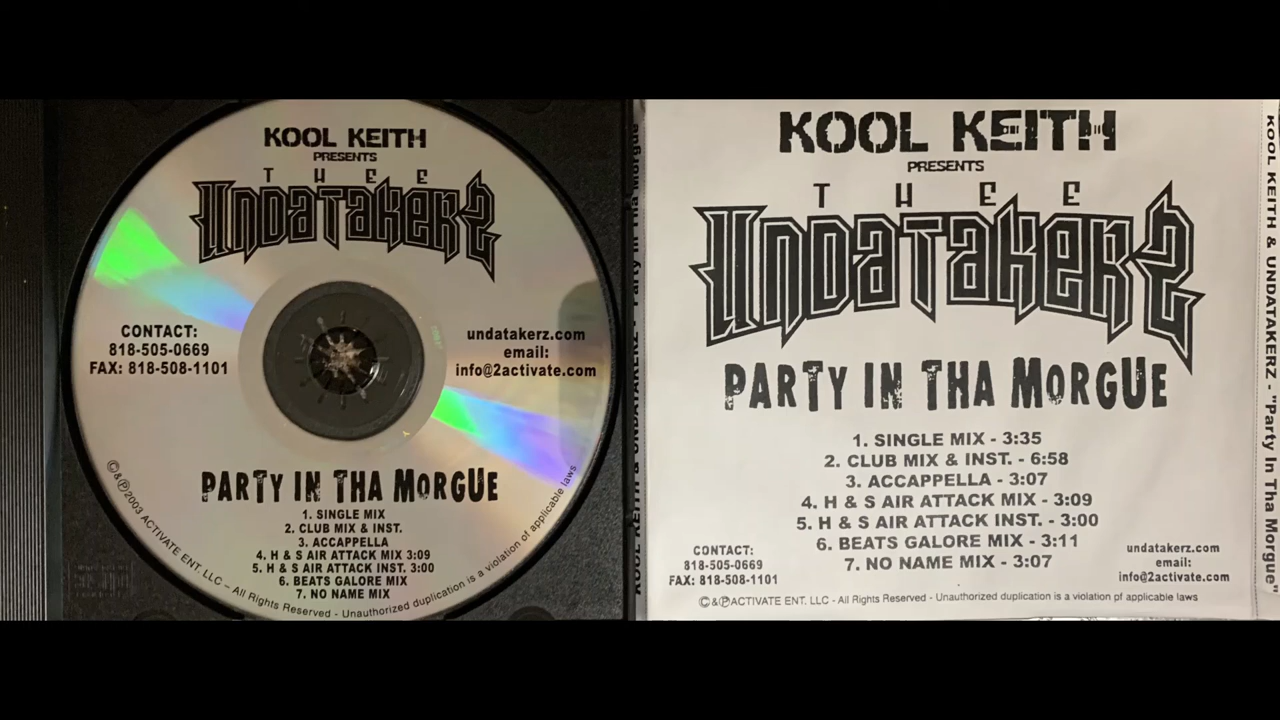 KOOL KEITH
PRESENTS
THEE
UNDATAKERZ
CONTACT:
818-505-0669
FAX: 818-508-1101
undatakerz.com
email:
info@2activate.com
PARTY IN THA MORGUE
1. SINGLE MIX
2. CLUB MIX & INST.
3. ACCAPPELLA
4. H & S AIR ATTACK MIX 3:09
5. H & S AIR ATTACK INST. 3:00
6. BEATS GALORE MIX
7. NO NAME MIX
©&℗2003 ACTIVATE ENT. LLC – All Rights Reserved - Unauthorized duplication is a violation of applicable laws.
KOOL KEITH & UNDATAKERZ - "Party In Tha Morgue"
KOOL KEITH
PRESENTS
THEE
UNDATAKERZ
PARTY IN THA MORGUE
1. SINGLE MIX - 3:35
2. CLUB MIX & INST. - 6:58
3. ACCAPPELLA - 3:07
4. H & S AIR ATTACK MIX - 3:09
5. H & S AIR ATTACK INST. - 3:00
6. BEATS GALORE MIX - 3:11
7. NO NAME MIX - 3:07
CONTACT:
818-505-0669
FAX: 818-508-1101
undatakerz.com
email:
info@2activate.com
©&℗ACTIVATE ENT. LLC - All Rights Reserved - Unauthorized duplication is a violation of applicable laws
KOOL KEITH & UNDATAKERZ - "Party In Tha Morgue"